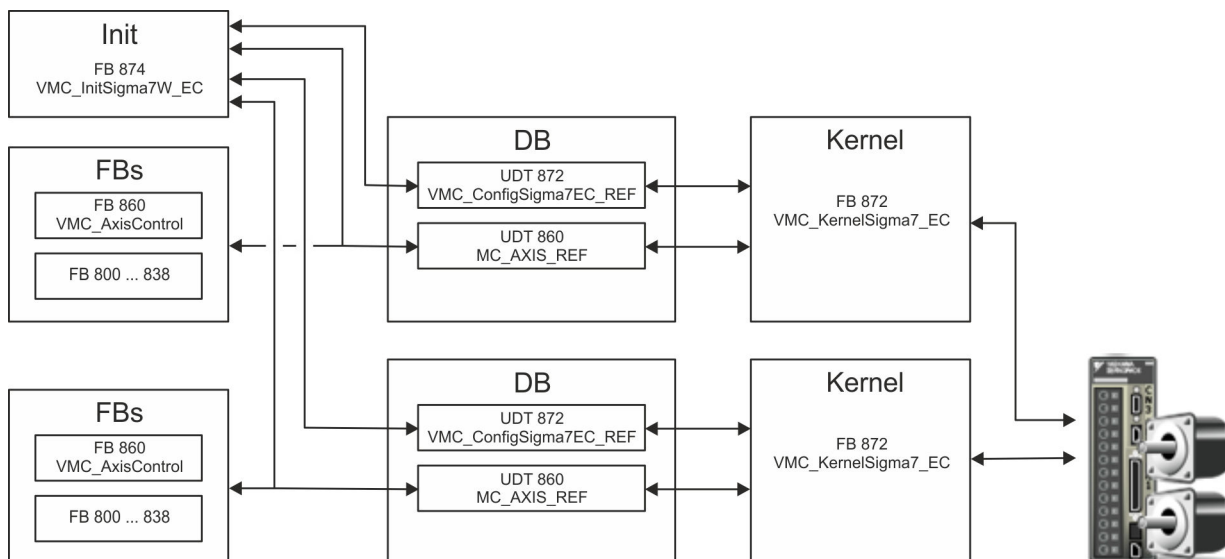 Init
FB 874
VMC_InitSigma7W_EC
FBs
FB 860
VMC_AxisControl
FB 800 ... 838
DB
UDT 872
VMC_ConfigSigma7EC_REF
UDT 860
MC_AXIS_REF
Kernel
FB 872
VMC_KernelSigma7_EC
FBs
FB 860
VMC_AxisControl
FB 800 ... 838
DB
UDT 872
VMC_ConfigSigma7EC_REF
UDT 860
MC_AXIS_REF
Kernel
FB 872
VMC_KernelSigma7_EC